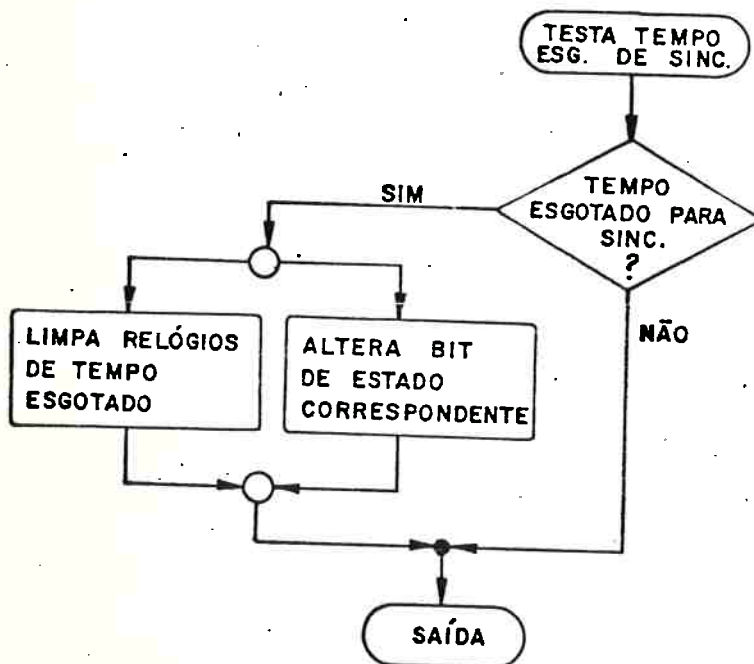 TESTA TEMPO
ESG. DE SINC.
TEMPO
ESGOTADO PARA
SINC.
?
SIM
NÃO
LIMPA RELÓGIOS
DE TEMPO
ESGOTADO
ALTERA BIT
DE ESTADO
CORRESPONDENTE
SAÍDA